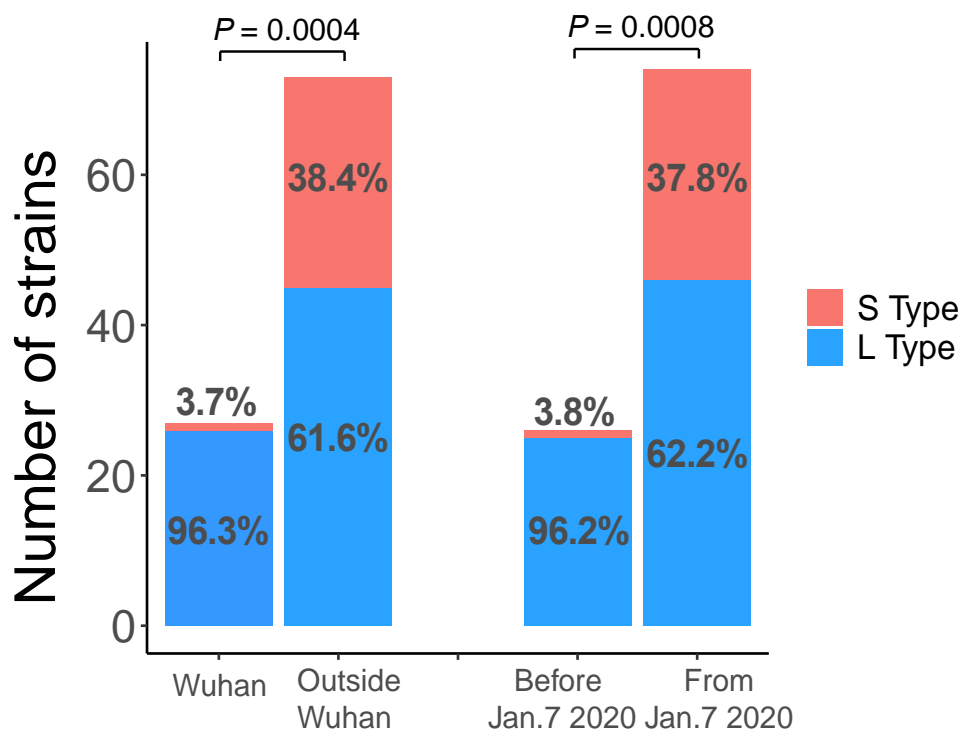 P = 0.0004
P = 0.0008
Number of strains
60
40
20
0
38.4%
61.6%
3.7%
96.3%
37.8%
62.2%
3.8%
96.2%
S Type
L Type
Wuhan
Outside
Wuhan
Before
Jan.7 2020
From
Jan.7 2020